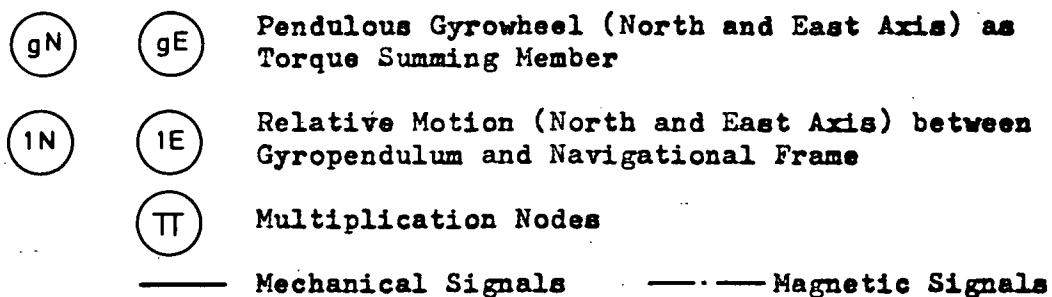 gN gE Pendulous Gyrowheel (North and East Axis) as
Torque Summing Member
1N 1E Relative Motion (North and East Axis) between
Gyropendulum and Navigational Frame
π Multiplication Nodes
Mechanical Signals Magnetic Signals